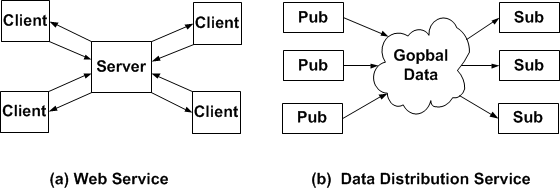 Client
Client
Server
Client
Client
(a) Web Service
Pub
Pub
Pub
Gopbal
Data
Sub
Sub
Sub
(b) Data Distribution Service